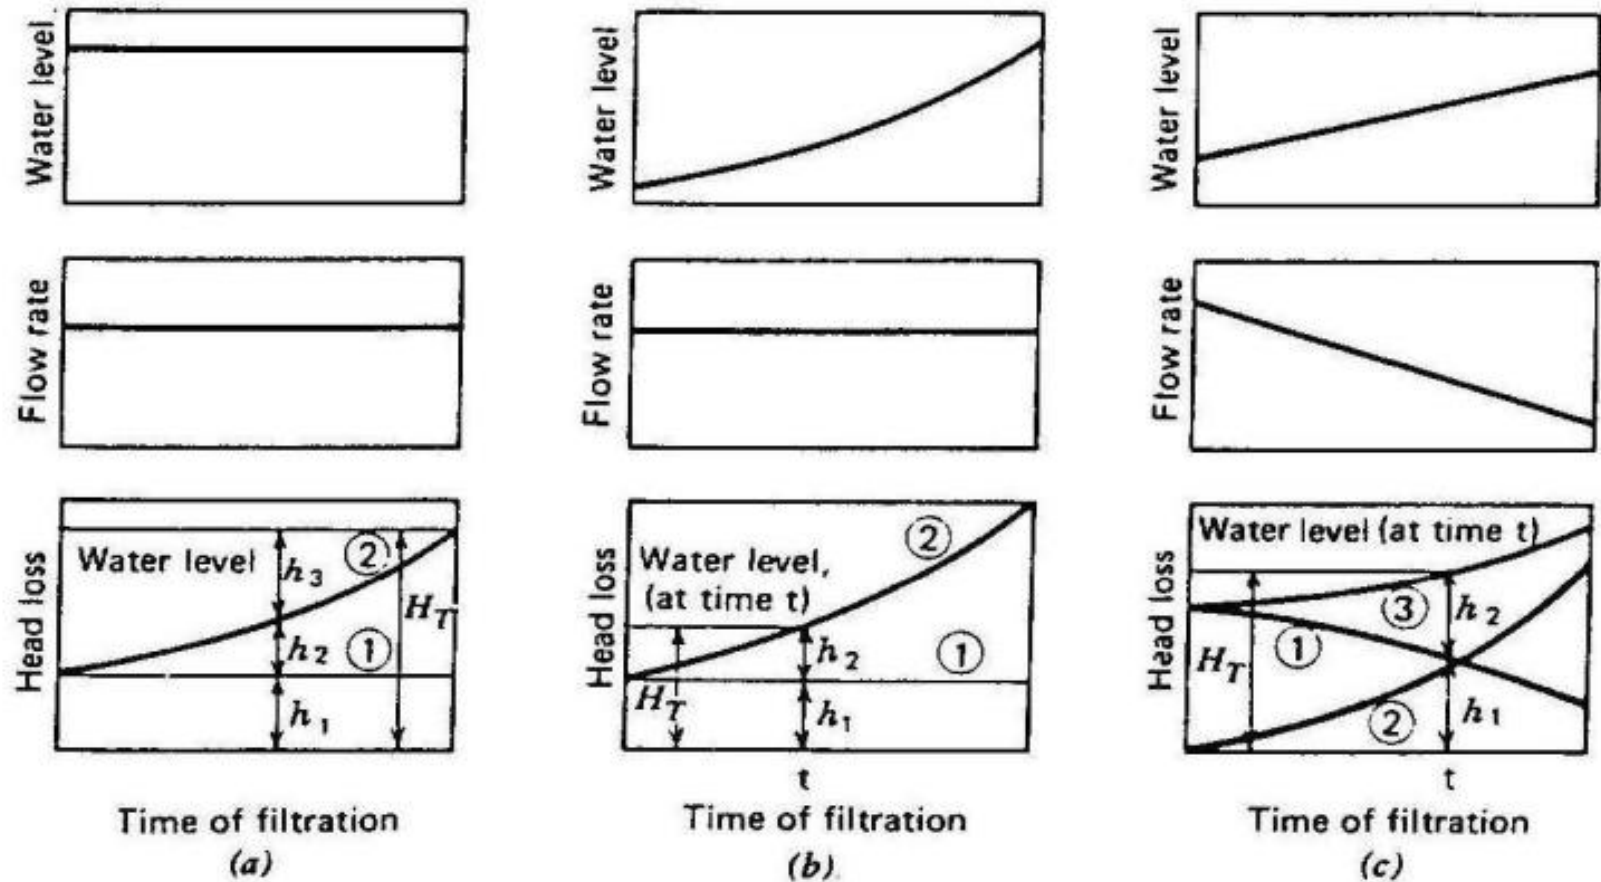 Water level
Water level
Water level
Flow rate
Flow rate
Flow rate
Head loss
Water level
h3
②
HT
h2
①
h1
Head loss
Water level,
(at time t)
②
①
HT
h2
h1
t
Head loss
Water level (at time t)
③
①
HT
h2
②
h1
t
Time of filtration
(a)
Time of filtration
(b)
Time of filtration
(c)